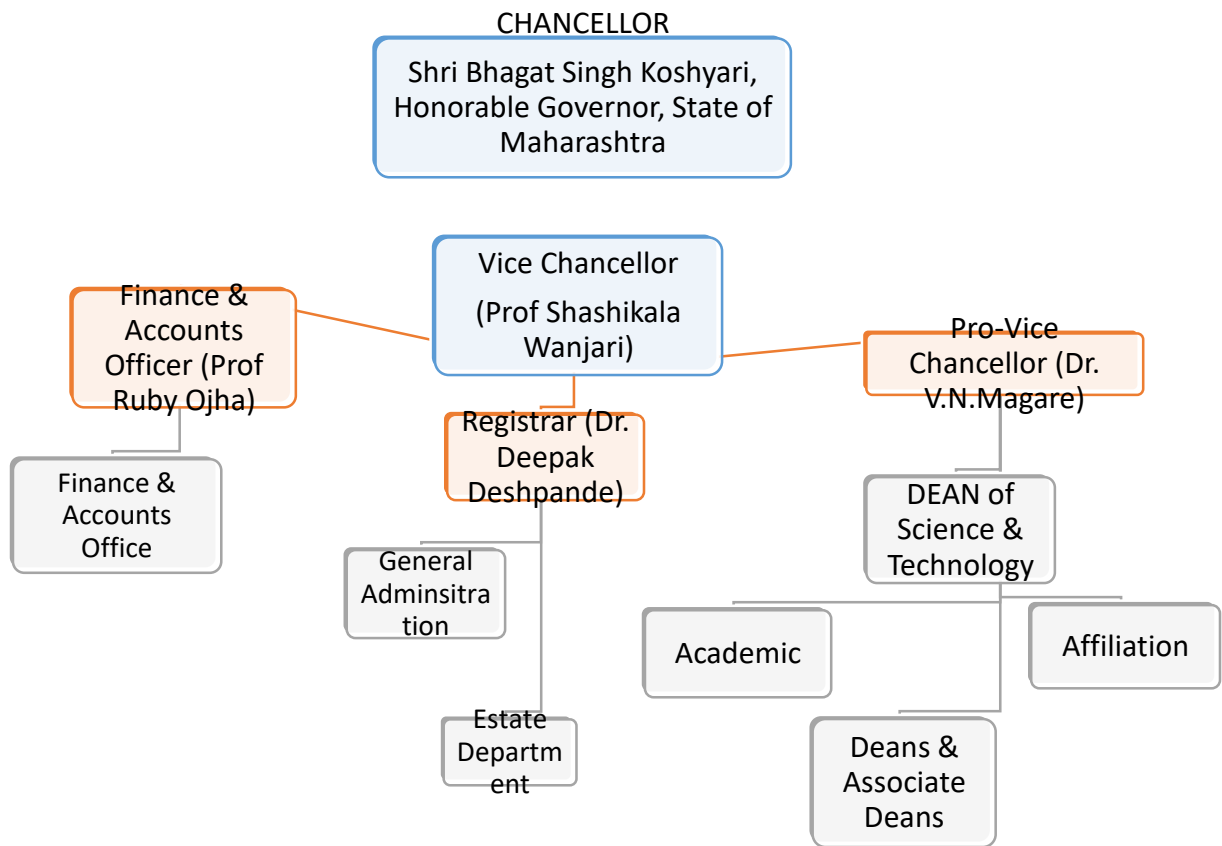 CHANCELLOR
Shri Bhagat Singh Koshyari,
Honorable Governor, State of
Maharashtra
Vice Chancellor
(Prof Shashikala
Wanjari)
Finance &
Accounts
Officer (Prof
Ruby Ojha)
Pro-Vice
Chancellor (Dr.
V.N.Magare)
Registrar (Dr.
Deepak
Deshpande)
Finance &
Accounts
Office
DEAN of
Science &
Technology
General
Adminsitra
tion
Academic
Affiliation
Estate
Departm
ent
Deans &
Associate
Deans